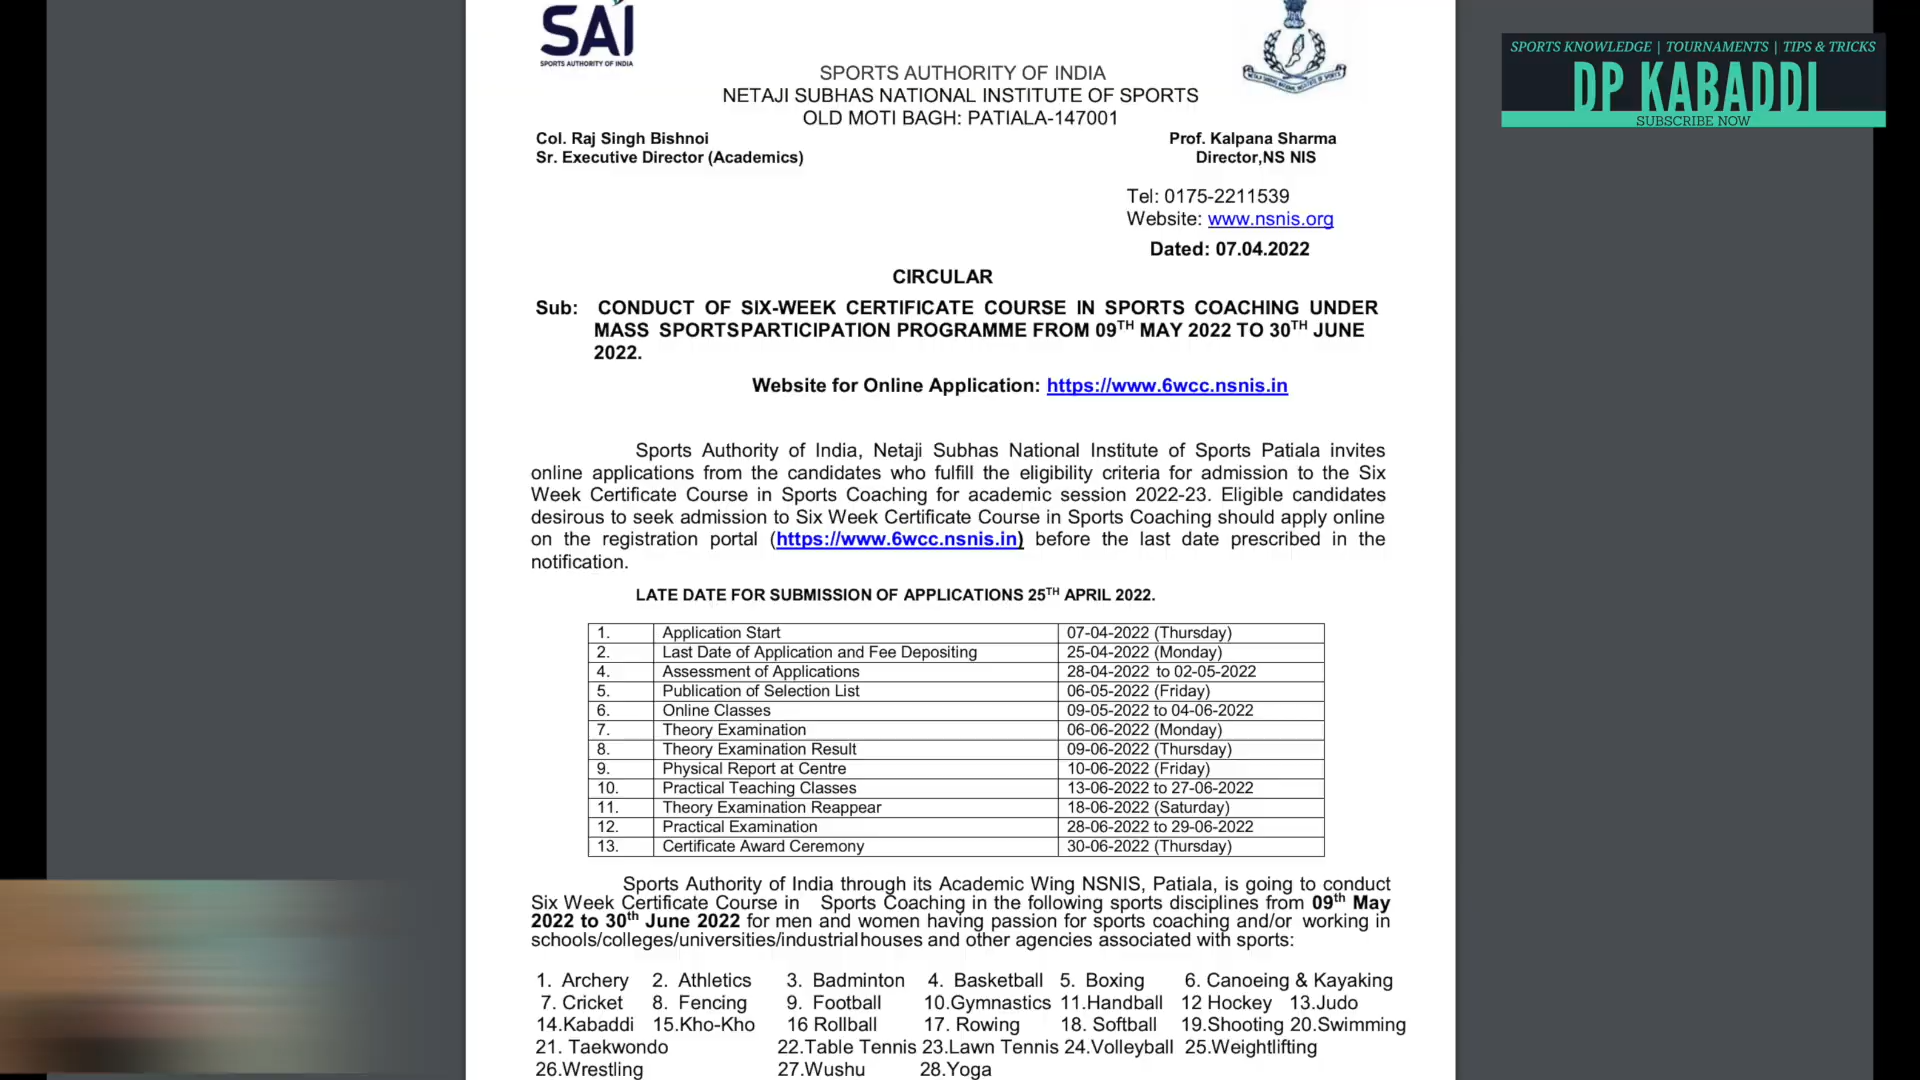 SAI
SPORTS AUTHORITY OF INDIA
SPORTS AUTHORITY OF INDIA
NETAJI SUBHAS NATIONAL INSTITUTE OF SPORTS
OLD MOTI BAGH: PATIALA-147001
SPORTS KNOWLEDGE | TOURNAMENTS | TIPS & TRICKS
DP KABADDI
SUBSCRIBE NOW
Col. Raj Singh Bishnoi Prof. Kalpana Sharma
Sr. Executive Director (Academics) Director,NS NIS
Tel: 0175-2211539
Website: www.nsnis.org
Dated: 07.04.2022
CIRCULAR
Sub: CONDUCT OF SIX-WEEK CERTIFICATE COURSE IN SPORTS COACHING UNDER
MASS SPORTSPARTICIPATION PROGRAMME FROM 09TH MAY 2022 TO 30TH JUNE
2022.
Website for Online Application: https://www.6wcc.nsnis.in
Sports Authority of India, Netaji Subhas National Institute of Sports Patiala invites
online applications from the candidates who fulfill the eligibility criteria for admission to the Six
Week Certificate Course in Sports Coaching for academic session 2022-23. Eligible candidates
desirous to seek admission to Six Week Certificate Course in Sports Coaching should apply online
on the registration portal (https://www.6wcc.nsnis.in) before the last date prescribed in the
notification.
LATE DATE FOR SUBMISSION OF APPLICATIONS 25TH APRIL 2022.
1. Application Start 07-04-2022 (Thursday)
2. Last Date of Application and Fee Depositing 25-04-2022 (Monday)
4. Assessment of Applications 28-04-2022 to 02-05-2022
5. Publication of Selection List 06-05-2022 (Friday)
6. Online Classes 09-05-2022 to 04-06-2022
7. Theory Examination 06-06-2022 (Monday)
8. Theory Examination Result 09-06-2022 (Thursday)
9. Physical Report at Centre 10-06-2022 (Friday)
10. Practical Teaching Classes 13-06-2022 to 27-06-2022
11. Theory Examination Reappear 18-06-2022 (Saturday)
12. Practical Examination 28-06-2022 to 29-06-2022
13. Certificate Award Ceremony 30-06-2022 (Thursday)
Sports Authority of India through its Academic Wing NSNIS, Patiala, is going to conduct
Six Week Certificate Course in Sports Coaching in the following sports disciplines from 09th May
2022 to 30th June 2022 for men and women having passion for sports coaching and/or working in
schools/colleges/universities/industrialhouses and other agencies associated with sports:
1. Archery 2. Athletics 3. Badminton 4. Basketball 5. Boxing 6. Canoeing & Kayaking
7. Cricket 8. Fencing 9. Football 10.Gymnastics 11.Handball 12 Hockey 13.Judo
14.Kabaddi 15.Kho-Kho 16 Rollball 17. Rowing 18. Softball 19.Shooting 20.Swimming
21. Taekwondo 22.Table Tennis 23.Lawn Tennis 24.Volleyball 25.Weightlifting
26.Wrestling 27.Wushu 28.Yoga